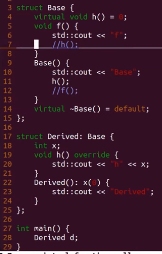 3 struct Base {
4 virtual void h() = 0;
5 void f() {
6 std::cout << "f";
7 //h();
8 }
9 Base() {
10 std::cout << "Base";
11 h();
12 //f();
13 }
14 virtual ~Base() = default;
15 };
16
17 struct Derived: Base {
18 int x;
19 void h() override {
20 std::cout << "h" << x;
21 }
22 Derived(): x(0) {
23 std::cout << "Derived";
24 }
25 };
26
27 int main() {
28 Derived d;
29 }